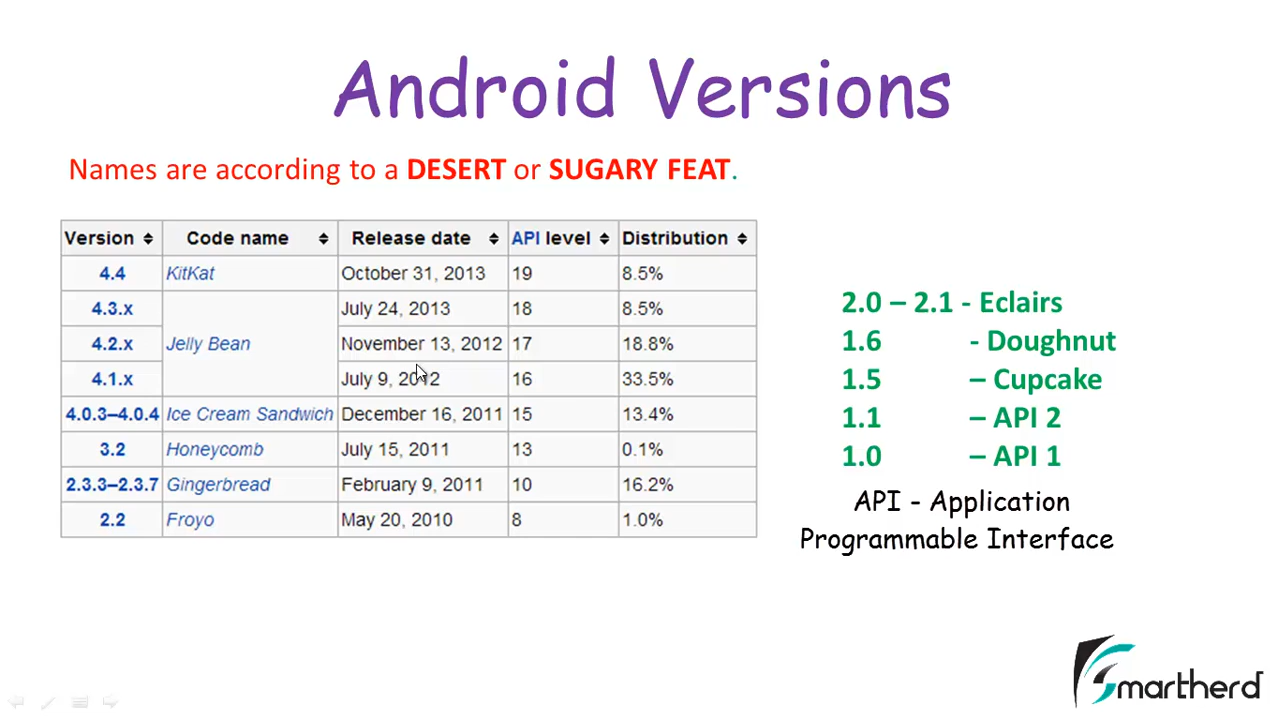 Android Versions
Names are according to a DESERT or SUGARY FEAT.
Version Code name Release date API level Distribution
4.4 KitKat October 31, 2013 19 8.5%
4.3.x July 24, 2013 18 8.5%
4.2.x Jelly Bean November 13, 2012 17 18.8%
4.1.x July 9, 2012 16 33.5%
4.0.3–4.0.4 Ice Cream Sandwich December 16, 2011 15 13.4%
3.2 Honeycomb July 15, 2011 13 0.1%
2.3.3–2.3.7 Gingerbread February 9, 2011 10 16.2%
2.2 Froyo May 20, 2010 8 1.0%
2.0 – 2.1 - Eclairs
1.6 - Doughnut
1.5 – Cupcake
1.1 – API 2
1.0 – API 1
API - Application
Programmable Interface
Smartherd